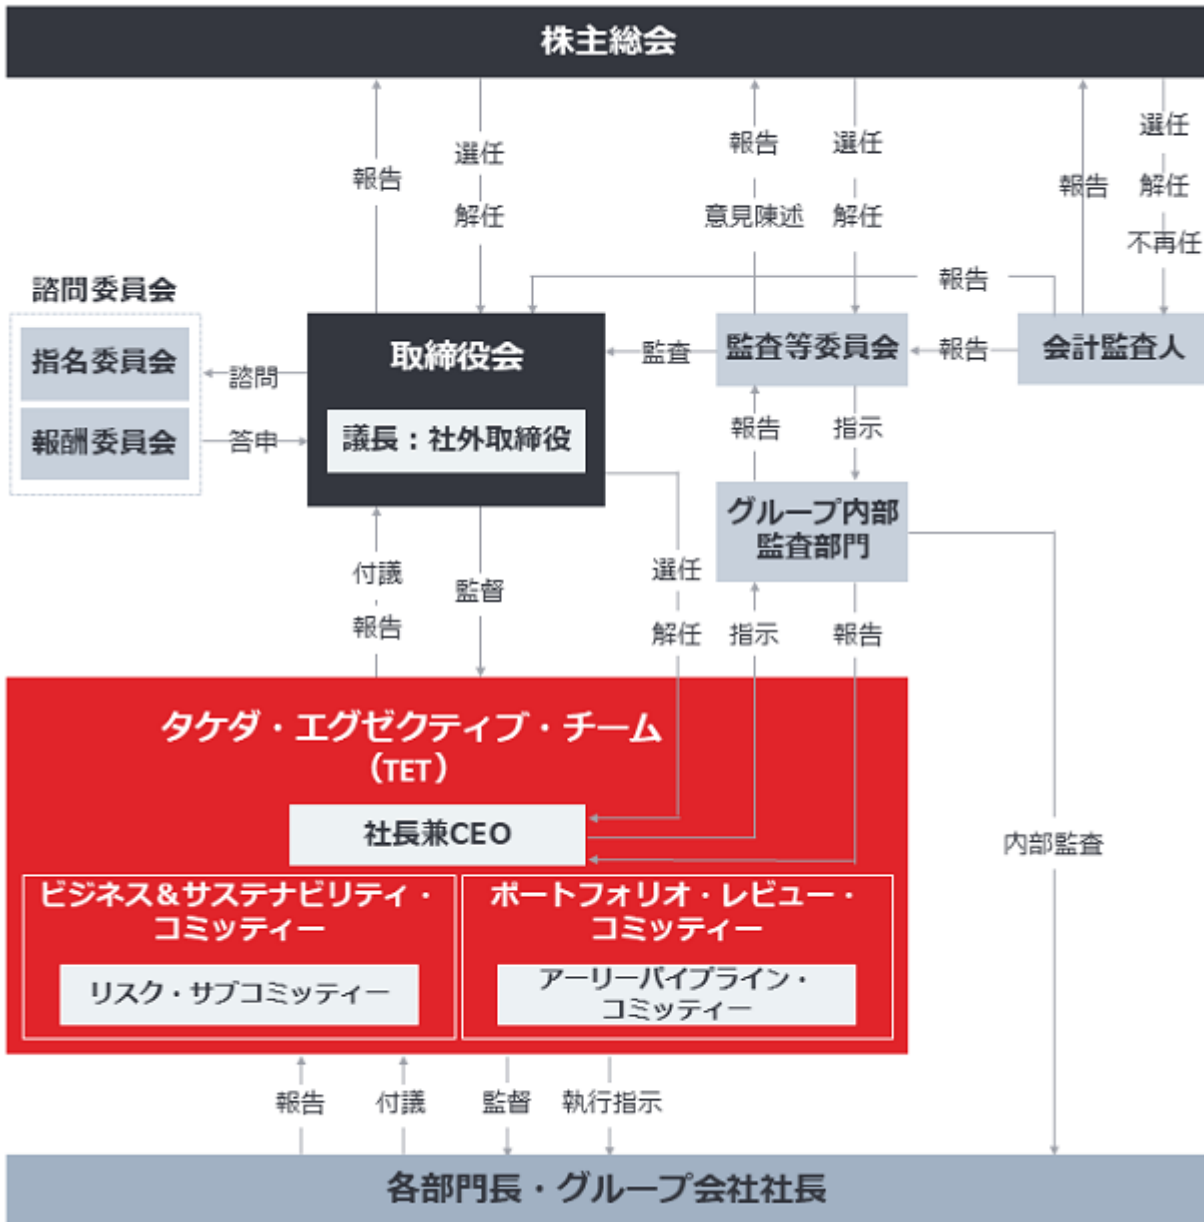 株主総会
報告
選任
解任
報告
意見陳述
選任
解任
報告
選任
解任
不再任
報告
諮問委員会
指名委員会
報酬委員会
諮問
答申
取締役会
議長：社外取締役
監査
監査等委員会
報告
会計監査人
報告
指示
グループ内部
監査部門
付議
報告
監督
選任
解任
指示
報告
内部監査
タケダ・エグゼクティブ・チーム
（TET）
社長兼CEO
ビジネス＆サステナビリティ・
コミッティー
リスク・サブコミッティー
ポートフォリオ・レビュー・
コミッティー
アーリーパイプライン・
コミッティー
報告
付議
監督
執行指示
各部門長・グループ会社社長